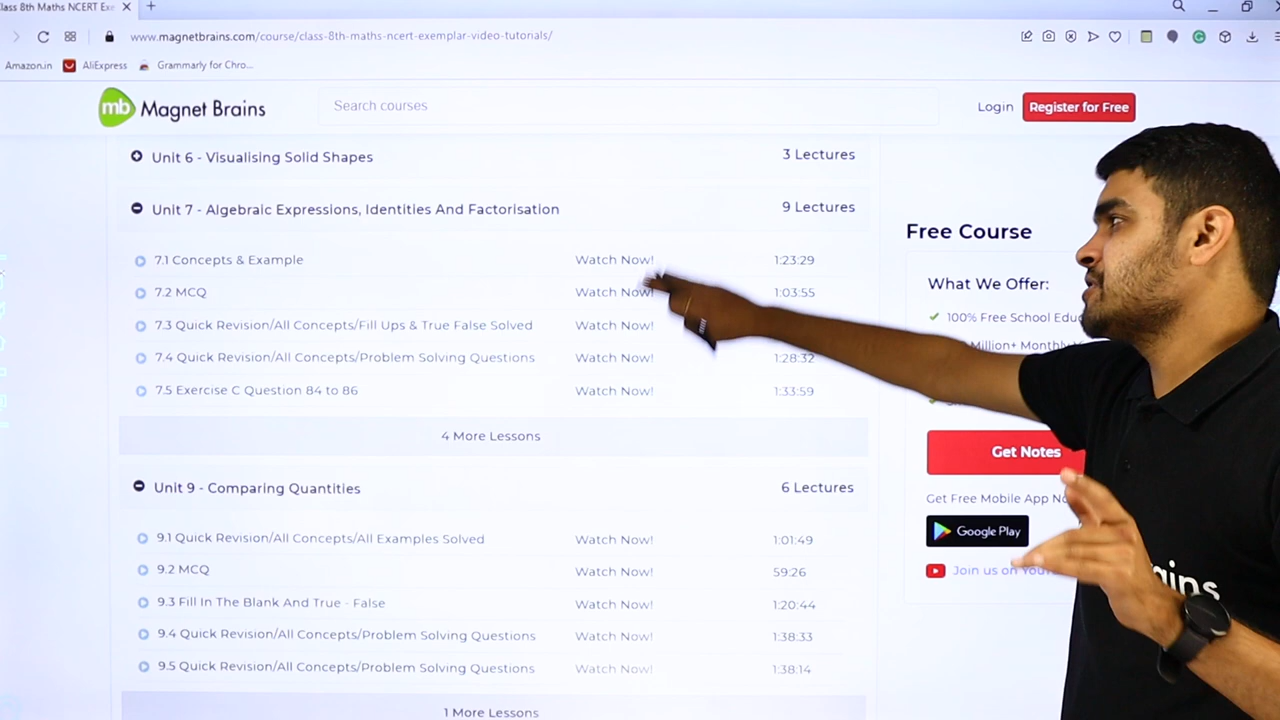 lass 8th Maths NCERT Exe
www.magnetbrains.com/course/class-8th-maths-ncert-exemplar-video-tutorials/
Amazon.in AliExpress Grammarly for Chro...
mb Magnet Brains Search courses Login Register for Free
Unit 6 - Visualising Solid Shapes 3 Lectures
Unit 7 - Algebraic Expressions, Identities And Factorisation 9 Lectures
7.1 Concepts & Example Watch Now! 1:23:29
7.2 MCQ Watch Now! 1:03:55
7.3 Quick Revision/All Concepts/Fill Ups & True False Solved Watch Now!
7.4 Quick Revision/All Concepts/Problem Solving Questions Watch Now! 1:28:32
7.5 Exercise C Question 84 to 86 Watch Now! 1:33:59
4 More Lessons
Unit 9 - Comparing Quantities 6 Lectures
9.1 Quick Revision/All Concepts/All Examples Solved Watch Now! 1:01:49
9.2 MCQ Watch Now! 59:26
9.3 Fill In The Blank And True - False Watch Now! 1:20:44
9.4 Quick Revision/All Concepts/Problem Solving Questions Watch Now! 1:38:33
9.5 Quick Revision/All Concepts/Problem Solving Questions Watch Now! 1:38:14
1 More Lessons
Free Course
What We Offer:
100% Free School Edu
Million+ Monthly
Get Notes
Get Free Mobile App
Google Play
Join us on
ains